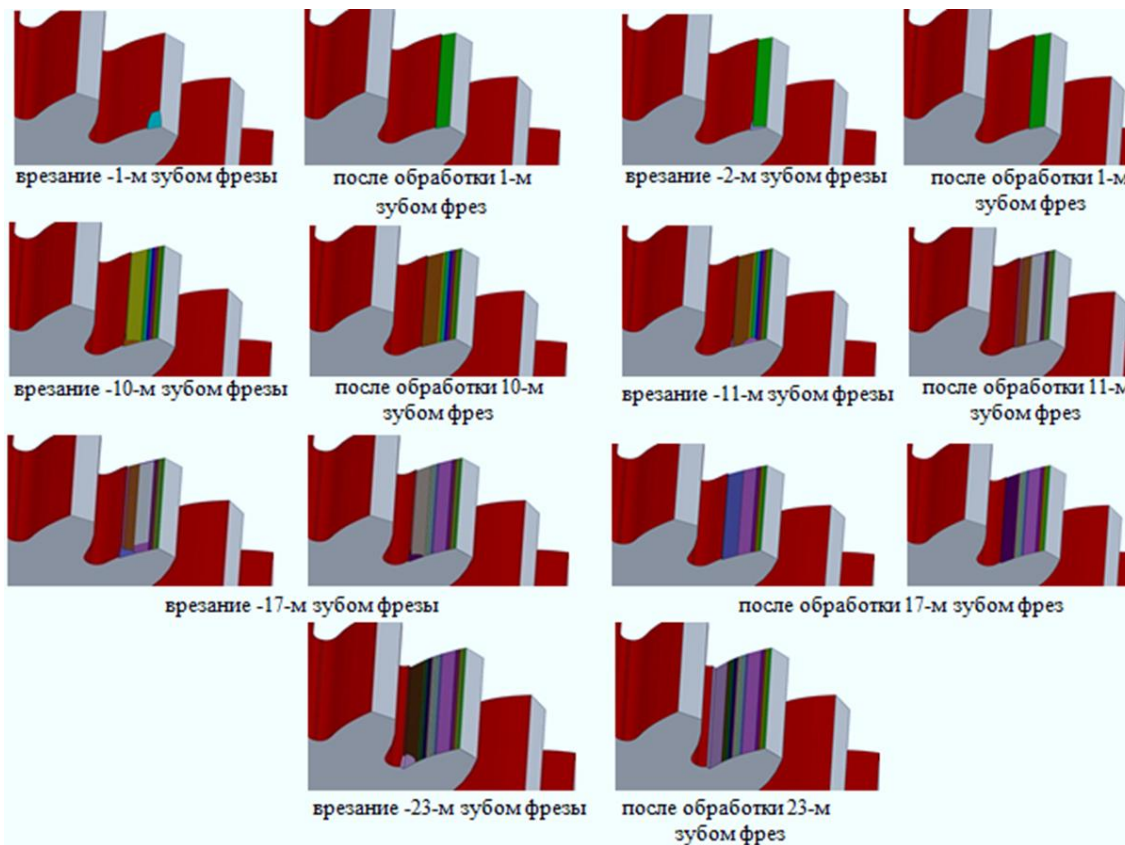 врезание -1-м зубом фрезы
после обработки 1-м
зубом фрез
врезание -2-м зубом фрезы
после обработки 1-м
зубом фрез
врезание -10-м зубом фрезы
после обработки 10-м
зубом фрез
врезание -11-м зубом фрезы
после обработки 11-м
зубом фрез
врезание -17-м зубом фрезы
после обработки 17-м зубом фрез
врезание -23-м зубом фрезы
после обработки 23-м
зубом фрез